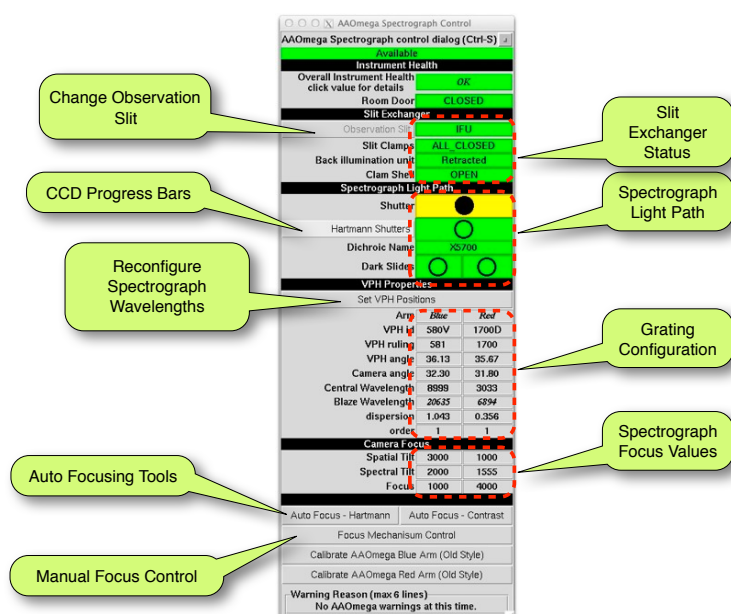 AAOmega Spectrograph Control
AAOmega Spectrograph control dialog (Ctrl-S)
Available
Instrument Health
Overall Instrument Health
click value for details
OK
Room Door CLOSED
Slit Exchanger
Observation Slit IFU
Slit Clamps ALL_CLOSED
Back illumination unit Retracted
Clam Shell OPEN
Spectrograph Light Path
Shutter
Hartmann Shutters
Dichroic Name X5700
Dark Slides
VPH Properties
Set VPH Positions
Arm Blue Red
VPH id 580V 1700D
VPH ruling 581 1700
VPH angle 36.13 35.67
Camera angle 32.30 31.80
Central Wavelength 8999 3033
Blaze Wavelength 20635 6894
dispersion 1.043 0.356
order 1 1
Camera Focus
Spatial Tilt 3000 1000
Spectral Tilt 2000 1555
Focus 1000 4000
Auto Focus - Hartmann Auto Focus - Contrast
Focus Mechanisum Control
Calibrate AAOmega Blue Arm (Old Style)
Calibrate AAOmega Red Arm (Old Style)
Warning Reason (max 6 lines)
No AAOmega warnings at this time.
Change Observation
Slit
CCD Progress Bars
Reconfigure
Spectrograph
Wavelengths
Auto Focusing Tools
Manual Focus Control
Slit
Exchanger
Status
Spectrograph
Light Path
Grating
Configuration
Spectrograph
Focus Values